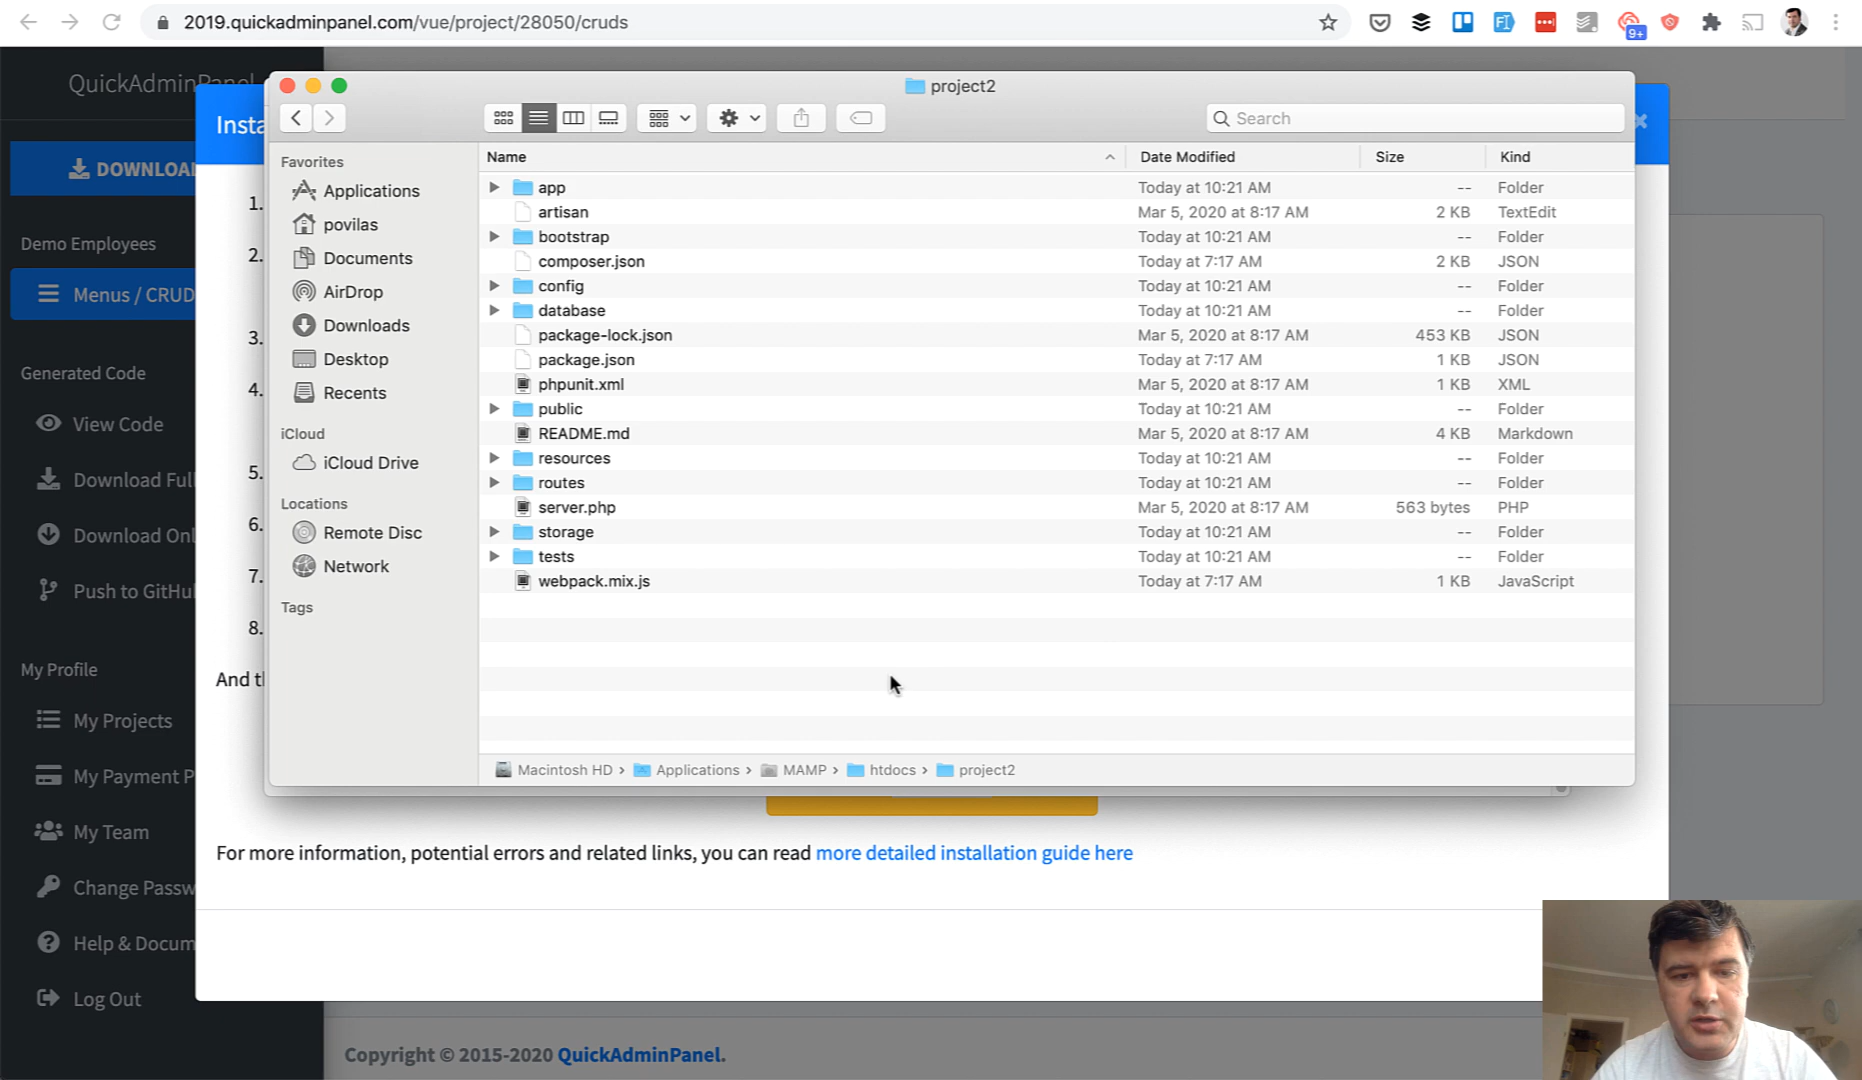 2019.quickadminpanel.com/vue/project/28050/cruds
9+
QuickAdminPanel
DOWNLOA
Demo Employees
Menus / CRUD
Generated Code
View Code
Download Full
Download Onl
Push to GitHu
My Profile
My Projects
My Payment P
My Team
Change Passw
Help & Docum
Log Out
Insta
1.
2.
3.
4.
5.
6.
7.
8.
And th
project2
Search
Favorites
Applications
povilas
Documents
AirDrop
Downloads
Desktop
Recents
iCloud
iCloud Drive
Locations
Remote Disc
Network
Tags
Name Date Modified Size Kind
app Today at 10:21 AM -- Folder
artisan Mar 5, 2020 at 8:17 AM 2 KB TextEdit
bootstrap Today at 10:21 AM -- Folder
composer.json Today at 7:17 AM 2 KB JSON
config Today at 10:21 AM -- Folder
database Today at 10:21 AM -- Folder
package-lock.json Mar 5, 2020 at 8:17 AM 453 KB JSON
package.json Today at 7:17 AM 1 KB JSON
phpunit.xml Mar 5, 2020 at 8:17 AM 1 KB XML
public Today at 10:21 AM -- Folder
README.md Mar 5, 2020 at 8:17 AM 4 KB Markdown
resources Today at 10:21 AM -- Folder
routes Today at 10:21 AM -- Folder
server.php Mar 5, 2020 at 8:17 AM 563 bytes PHP
storage Today at 10:21 AM -- Folder
tests Today at 10:21 AM -- Folder
webpack.mix.js Today at 7:17 AM 1 KB JavaScript
Macintosh HD › Applications › MAMP › htdocs › project2
For more information, potential errors and related links, you can read more detailed installation guide here
Copyright © 2015-2020 QuickAdminPanel.